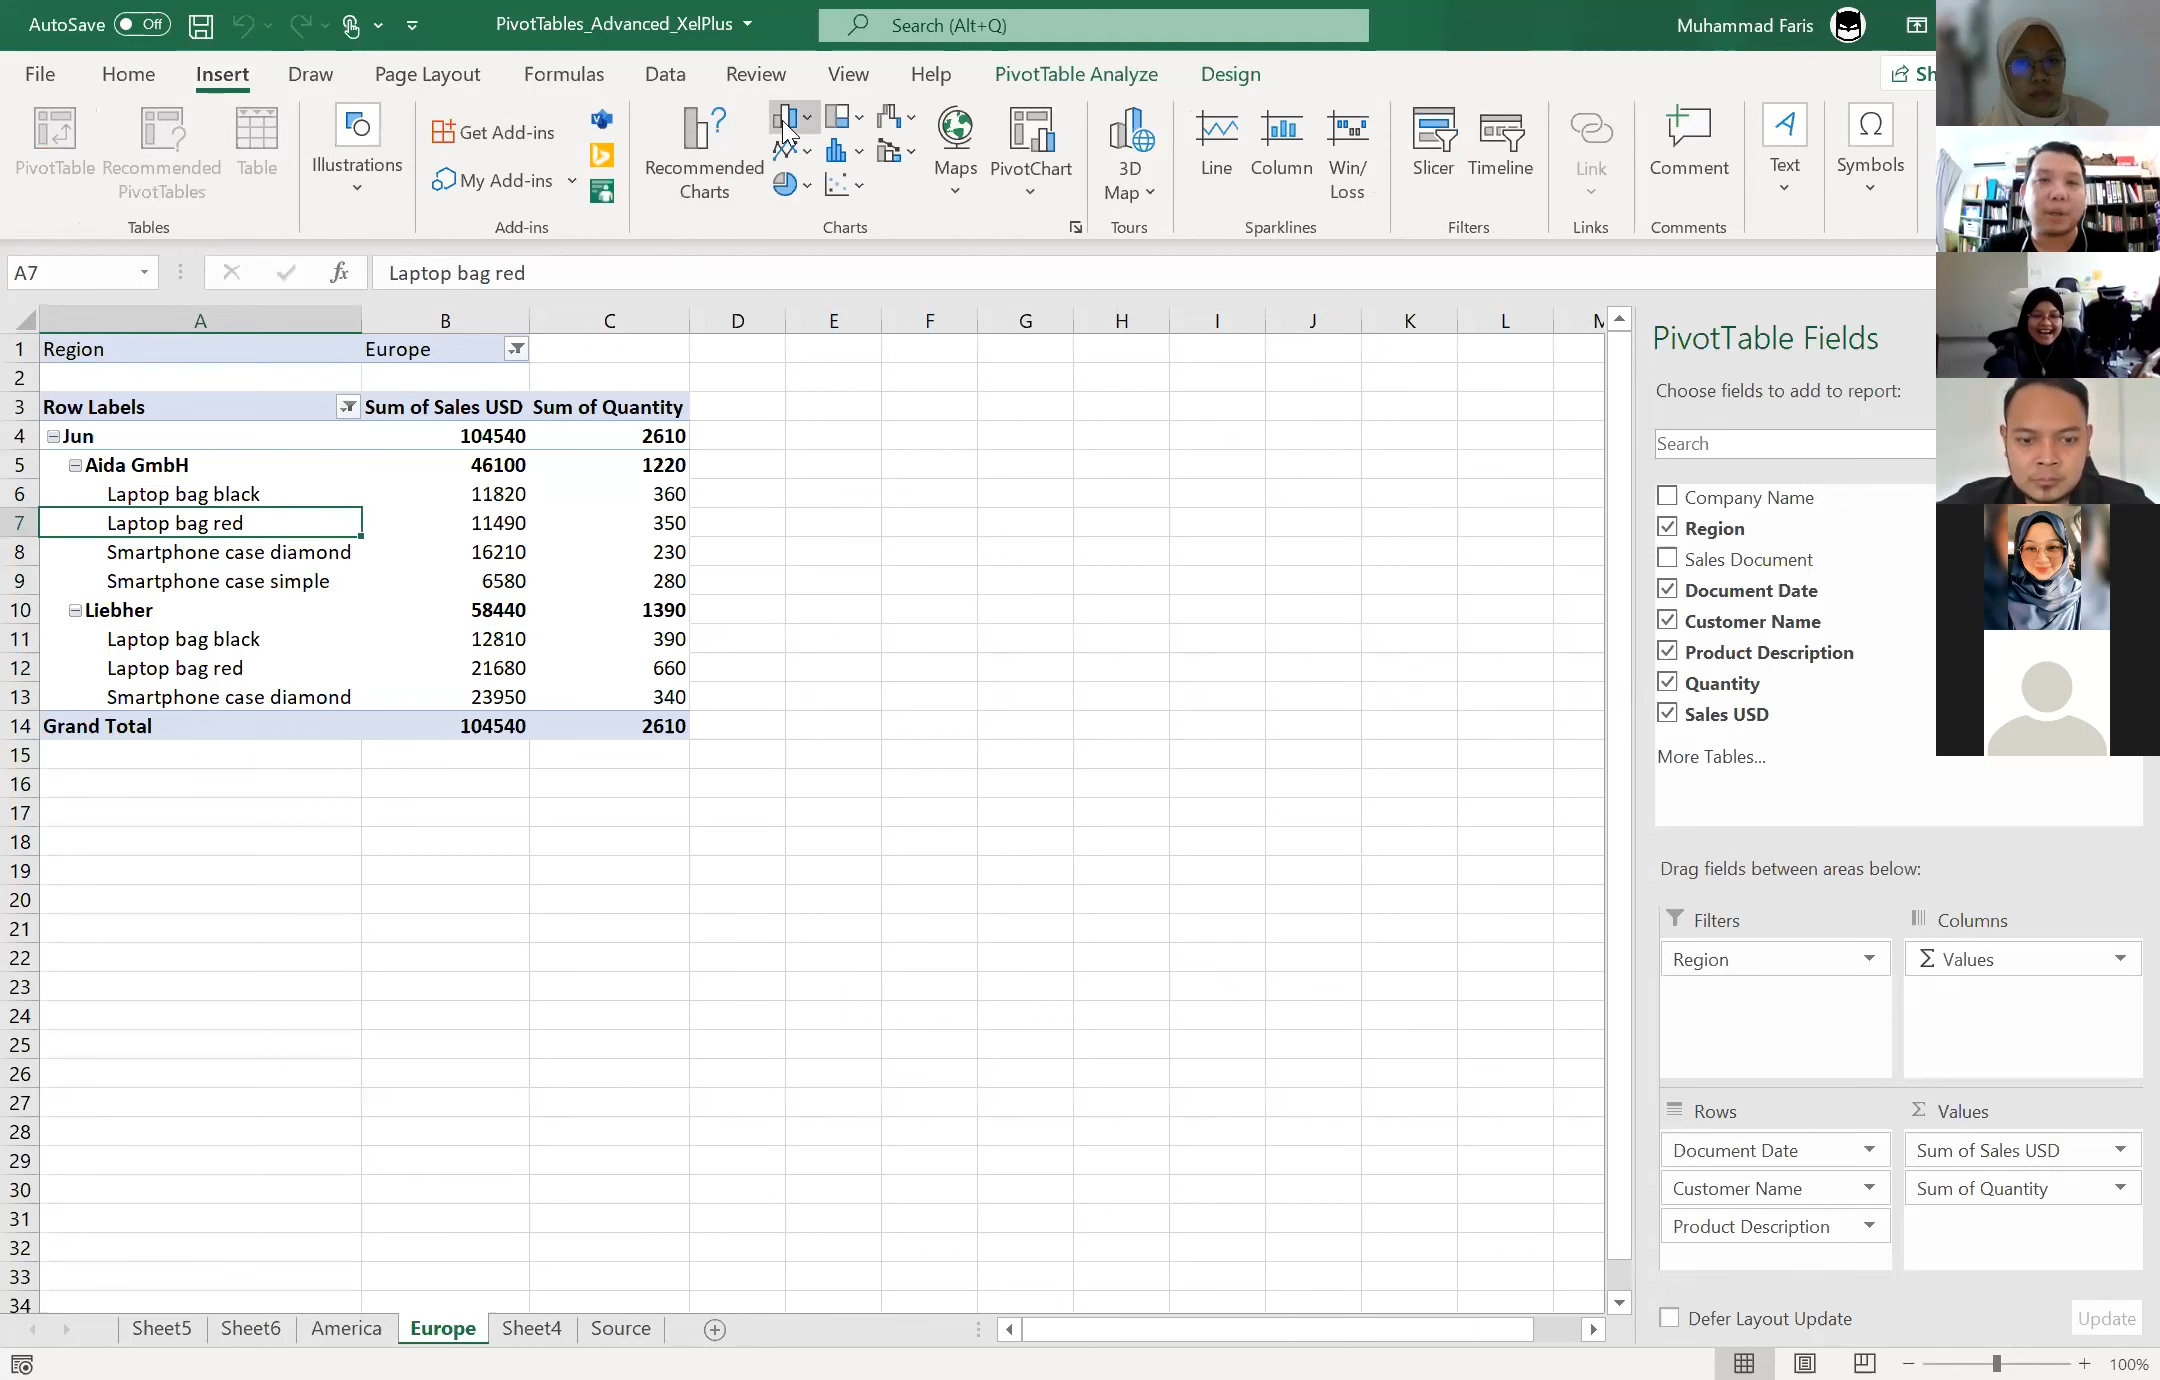 AutoSave Off
PivotTables_Advanced_XelPlus
Search (Alt+Q)
Muhammad Faris
File Home Insert Draw Page Layout Formulas Data Review View Help PivotTable Analyze Design Sh
PivotTable
Recommended PivotTables
Table
Tables
Illustrations
Get Add-ins
My Add-ins
Add-ins
Recommended Charts
Maps
PivotChart
Charts
3D Map
Tours
Line
Column
Win/Loss
Sparklines
Slicer
Timeline
Filters
Link
Links
Comment
Comments
Text
Symbols
A7 fx Laptop bag red
A B C D E F G H I J K L M
1 Region Europe
2
3 Row Labels Sum of Sales USD Sum of Quantity
4 Jun 104540 2610
5 Aida GmbH 46100 1220
6 Laptop bag black 11820 360
7 Laptop bag red 11490 350
8 Smartphone case diamond 16210 230
9 Smartphone case simple 6580 280
10 Liebher 58440 1390
11 Laptop bag black 12810 390
12 Laptop bag red 21680 660
13 Smartphone case diamond 23950 340
14 Grand Total 104540 2610
15
16
17
18
19
20
21
22
23
24
25
26
27
28
29
30
31
32
33
34
PivotTable Fields
Choose fields to add to report:
Search
Company Name
Region
Sales Document
Document Date
Customer Name
Product Description
Quantity
Sales USD
More Tables...
Drag fields between areas below:
Filters
Region
Columns
Σ Values
Rows
Document Date
Customer Name
Product Description
Σ Values
Sum of Sales USD
Sum of Quantity
Defer Layout Update
Update
Sheet5 Sheet6 America Europe Sheet4 Source
100%